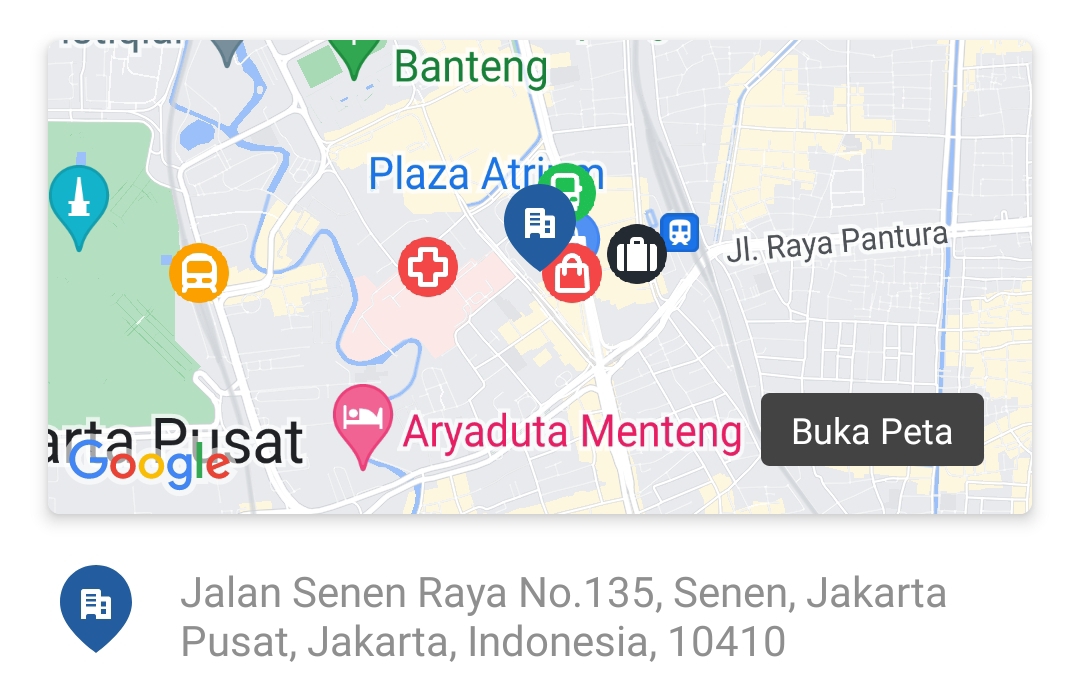 Banteng
Plaza Atrium
Jl. Raya Pantura
Pusat
Aryaduta Menteng
Buka Peta
Google
Jalan Senen Raya No.135, Senen, Jakarta
Pusat, Jakarta, Indonesia, 10410